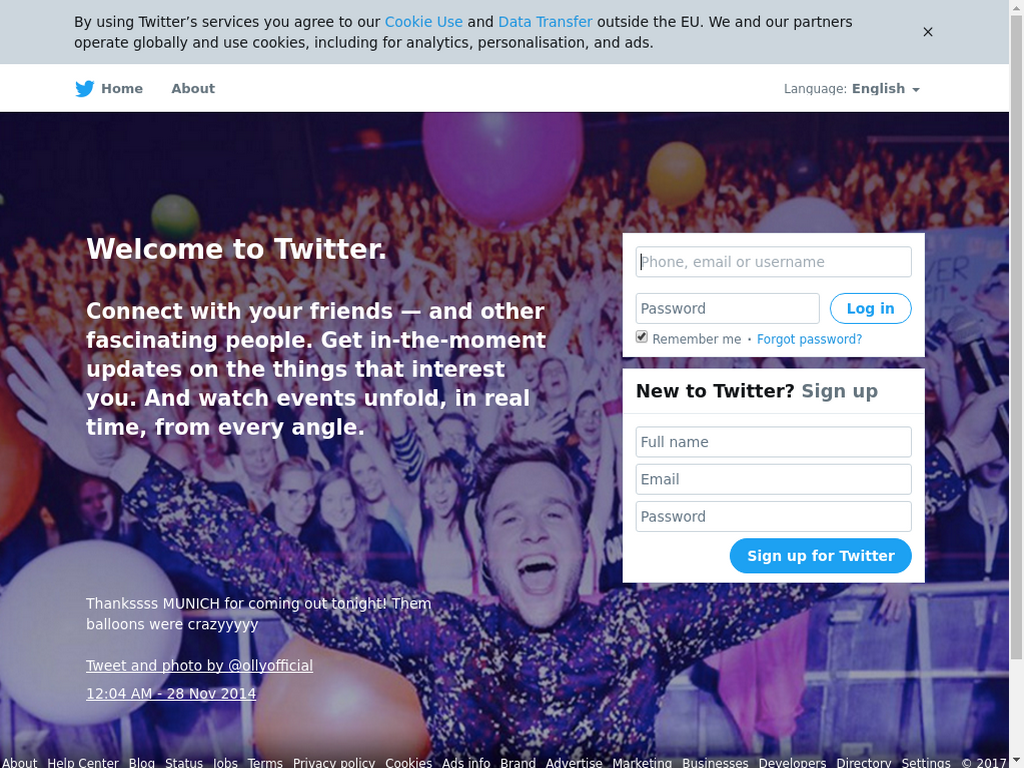 By using Twitter’s services you agree to our Cookie Use and Data Transfer outside the EU. We and our partners
operate globally and use cookies, including for analytics, personalisation, and ads.
×
Home About Language: English
Welcome to Twitter.
Connect with your friends — and other
fascinating people. Get in-the-moment
updates on the things that interest
you. And watch events unfold, in real
time, from every angle.
Thankssss MUNICH for coming out tonight! Them
balloons were crazyyyyy
Tweet and photo by @ollyofficial
12:04 AM - 28 Nov 2014
Phone, email or username
Password Log in
Remember me · Forgot password?
New to Twitter? Sign up
Full name
Email
Password
Sign up for Twitter
About Help Center Blog Status Jobs Terms Privacy policy Cookies Ads info Brand Advertise Marketing Businesses Developers Directory Settings © 2017